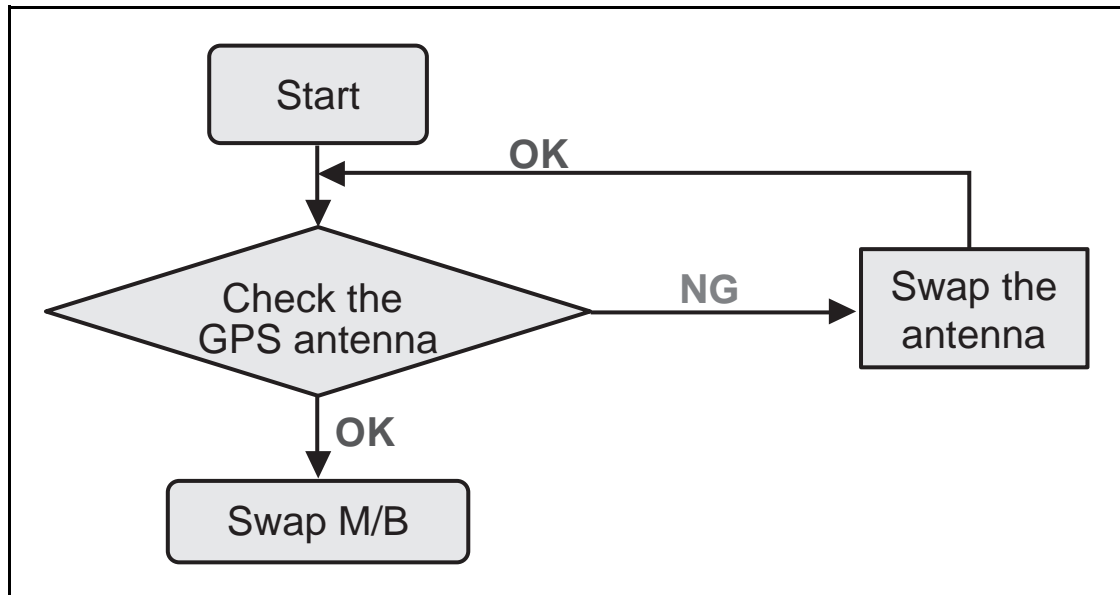 Start
OK
Check the
GPS antenna
NG
Swap the
antenna
OK
Swap M/B